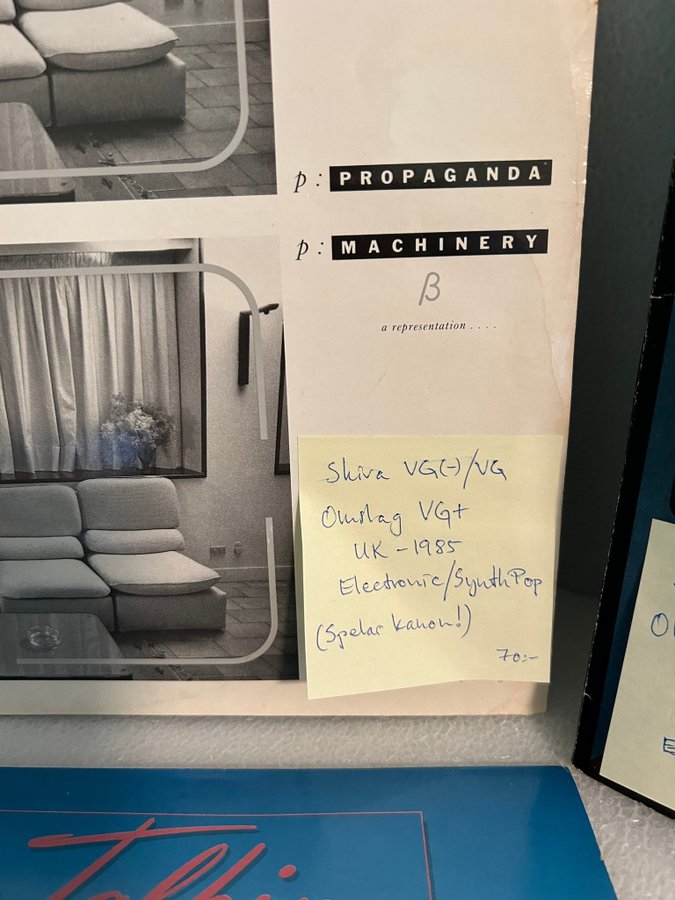 p: PROPAGANDA
p: MACHINERY
β
a representation . . . .
Skiva VG(-)/VG
Omslag VG+
UK - 1985
Electronic/SynthPop
(Spelar kanon!)
70:-